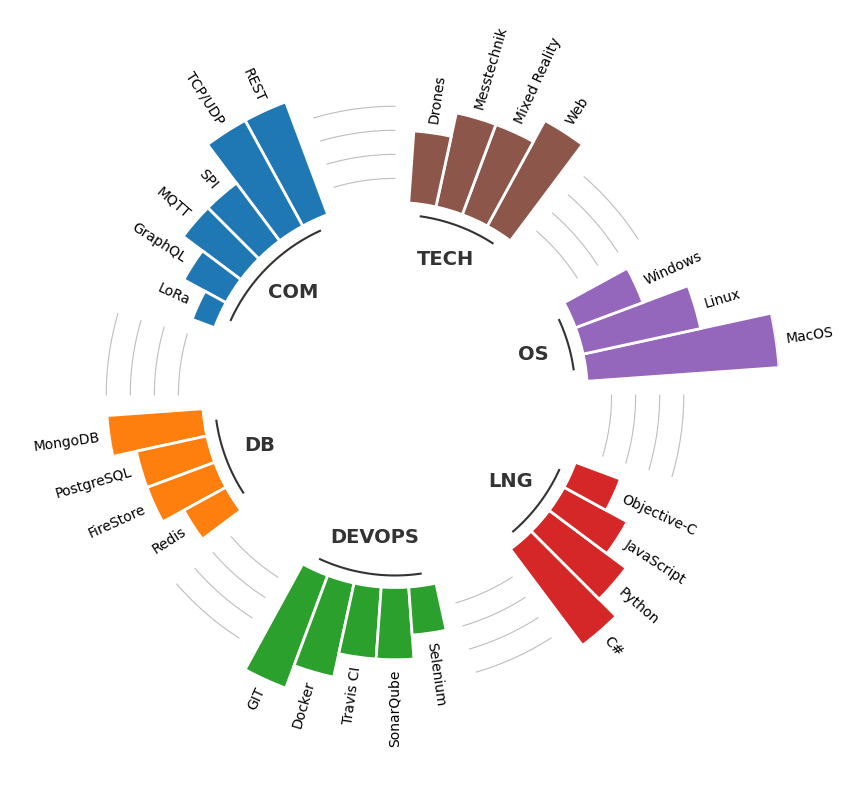 Drones
Messtechnik
Mixed Reality
Web
TECH
Windows
Linux
MacOS
OS
Objective-C
JavaScript
Python
C#
LNG
Selenium
SonarQube
Travis CI
Docker
GIT
DEVOPS
Redis
FireStore
PostgreSQL
MongoDB
DB
LoRa
GraphQL
MQTT
SPI
TCP/UDP
REST
COM